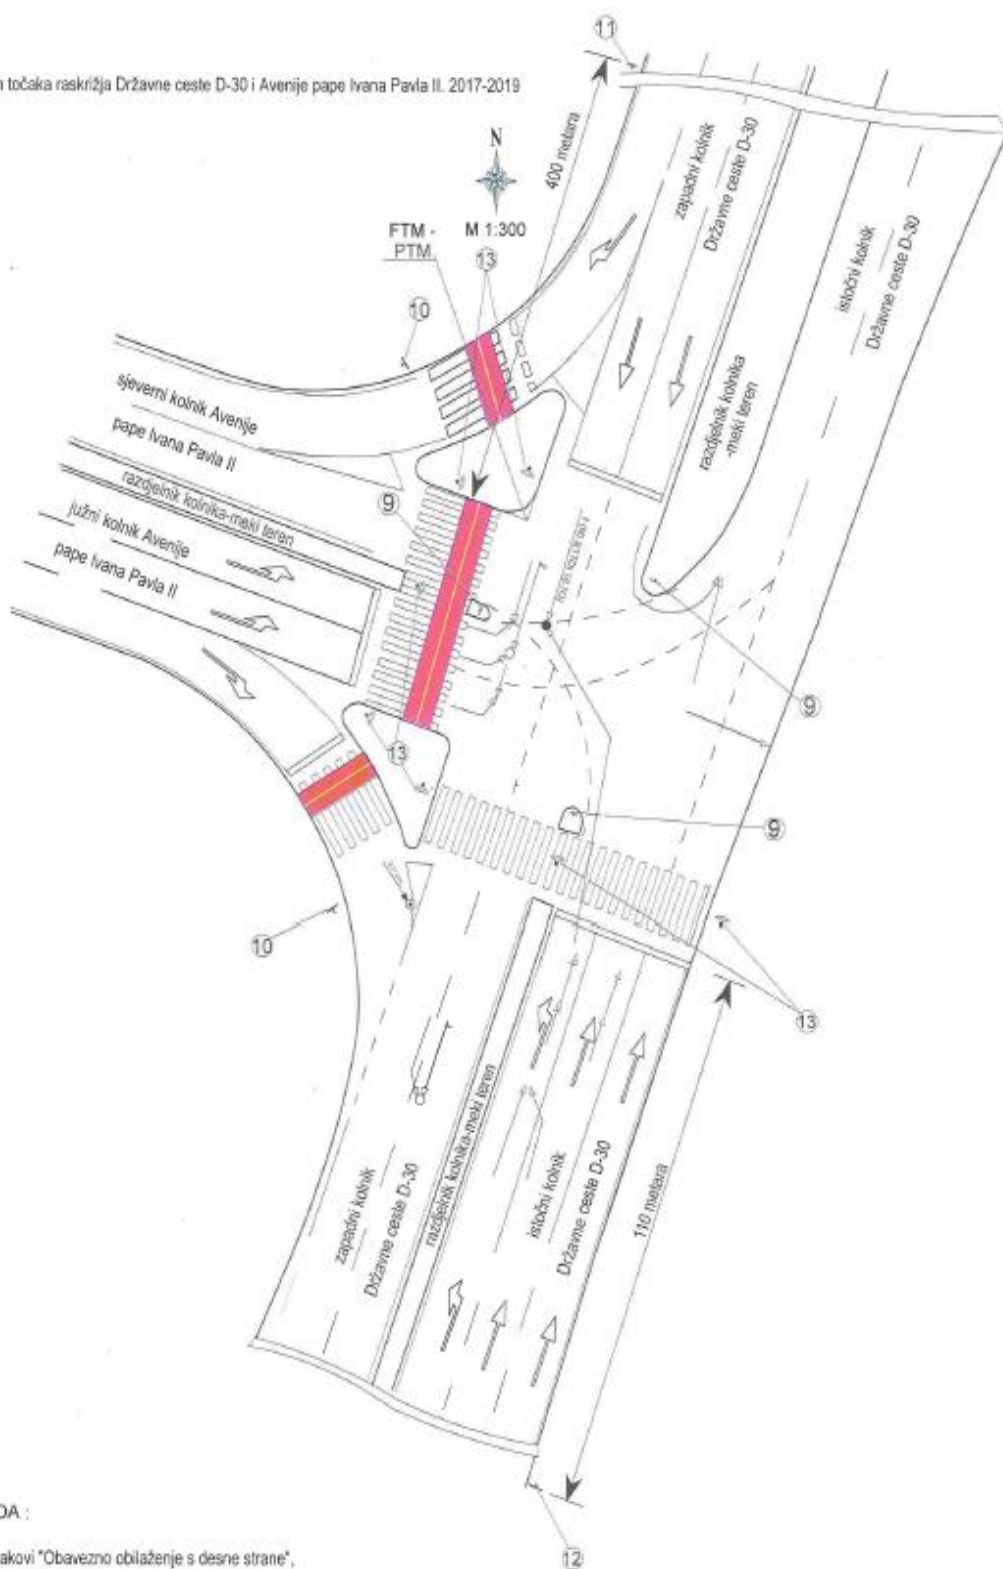 11
točaka raskrižja Državne ceste D-30 i Avenije pape Ivana Pavla II. 2017-2019
N
400 metara
zapadni kolnik
Državne ceste D-30
FTM -
PTM
M 1:300
13
istočni kolnik
Državne ceste D-30
10
razdjelnik kolnika
-meki teren
sjeverni kolnik Avenije
pape Ivana Pavla II
razdjelnik kolnika-meki teren
9
južni kolnik Avenije
pape Ivana Pavla II
9
13
9
10
13
zapadni kolnik
Državne ceste D-30
razdjelnik kolnika-meki teren
istočni kolnik
Državne ceste D-30
110 metara
DA :
akovi "Obavezno obilaženje s desne strane",
12